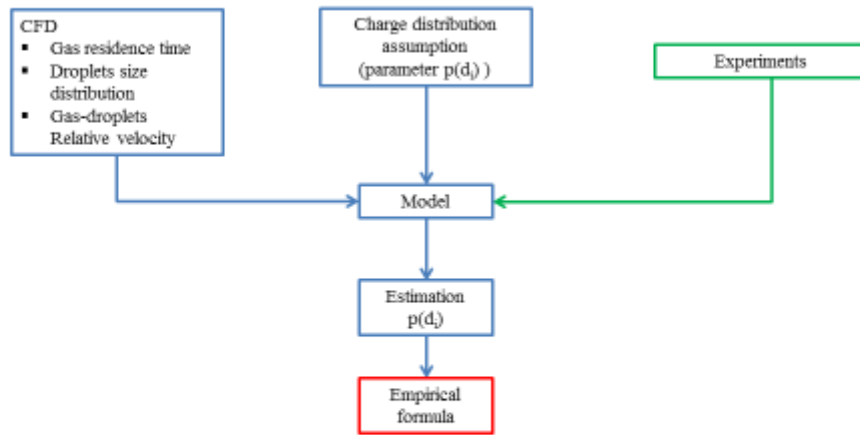 CFD
▪ Gas residence time
▪ Droplets size
distribution
▪ Gas-droplets
Relative velocity
Charge distribution
assumption
(parameter p(dᵢ) )
Experiments
Model
Estimation
p(dᵢ)
Empirical
formula